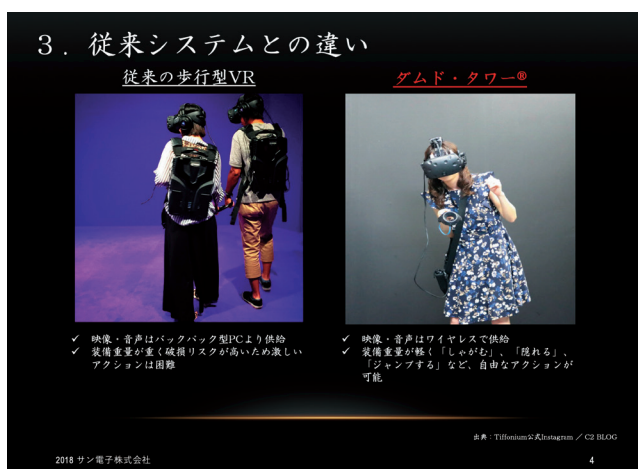 ３．従来システムとの違い
従来の歩行型VR
ダムド・タワー®
✓ 映像・音声はバックパック型PCより供給
✓ 装備重量が重く破損リスクが高いため激しい
アクションは困難
✓ 映像・音声はワイヤレスで供給
✓ 装備重量が軽く「しゃがむ」、「隠れる」、
「ジャンプする」など、自由なアクションが
可能
出典：Tiffonium公式Instagram ／ C2 BLOG
2018 サン電子株式会社
4